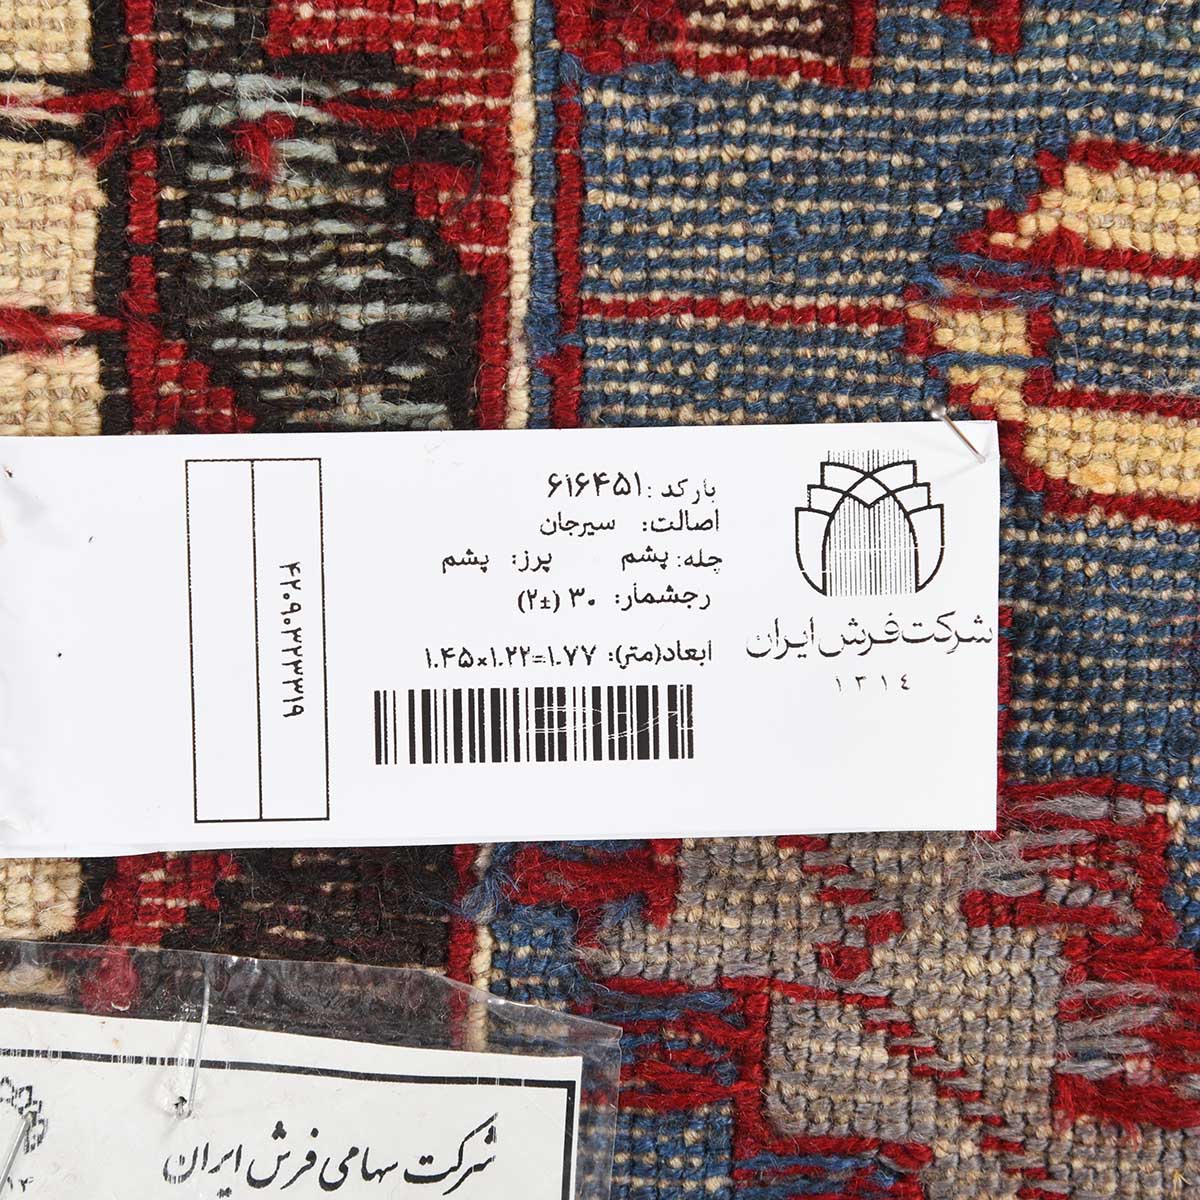 بارکد: ۶۱۶۴۵۱
اصالت: سیرجان
چله: پشم پرز: پشم
رجشمار: ۳۰ (±۲)
ابعاد(متر): ۱.۴۵×۱.۲۲=۱.۷۷
شرکت فرش ایران
۱۳۱٤
۴۲۰۹۰۳۲۳۳۱۹
شرکت سهامی فرش ایران